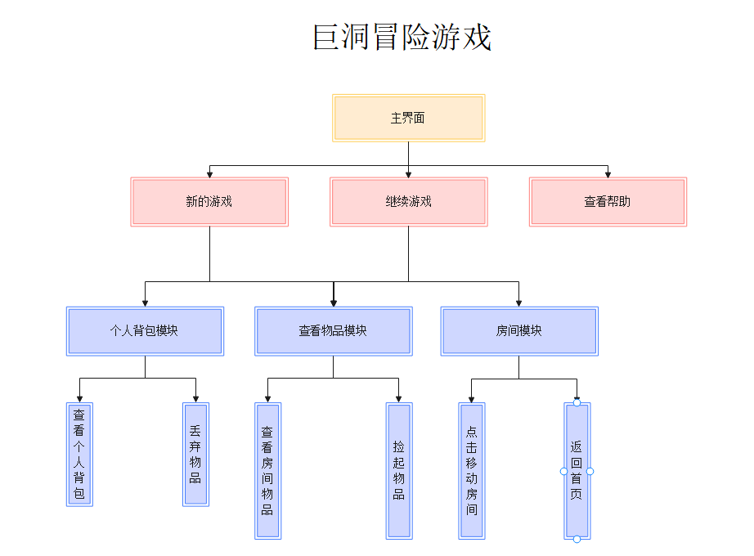 巨洞冒险游戏
主界面
新的游戏
继续游戏
查看帮助
个人背包模块
查看物品模块
房间模块
查看个人背包
丢弃物品
查看房间物品
捡起物品
点击移动房间
返回首页